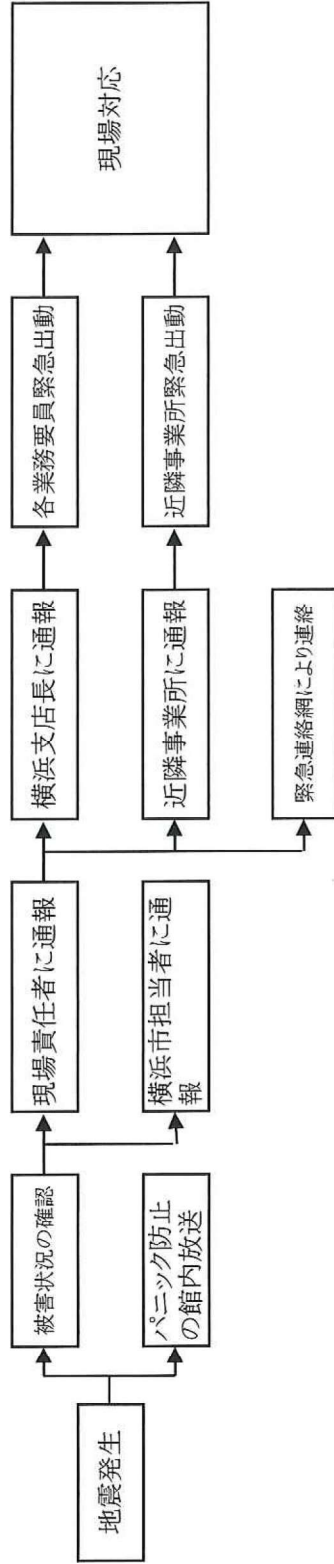 地震発生
被害状況の確認
パニック防止
の館内放送
現場責任者に通報
横浜市担当者に通
報
横浜支店長に通報
近隣事業所に通報
緊急連絡網により連絡
各業務要員緊急出動
近隣事業所緊急出動
現場対応